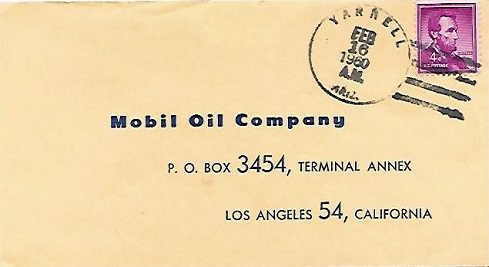 YARNELL
FEB
16
1960
A.M.
ARIZ.
4¢
U.S. POSTAGE
Mobil Oil Company
P. O. BOX 3454, TERMINAL ANNEX
LOS ANGELES 54, CALIFORNIA